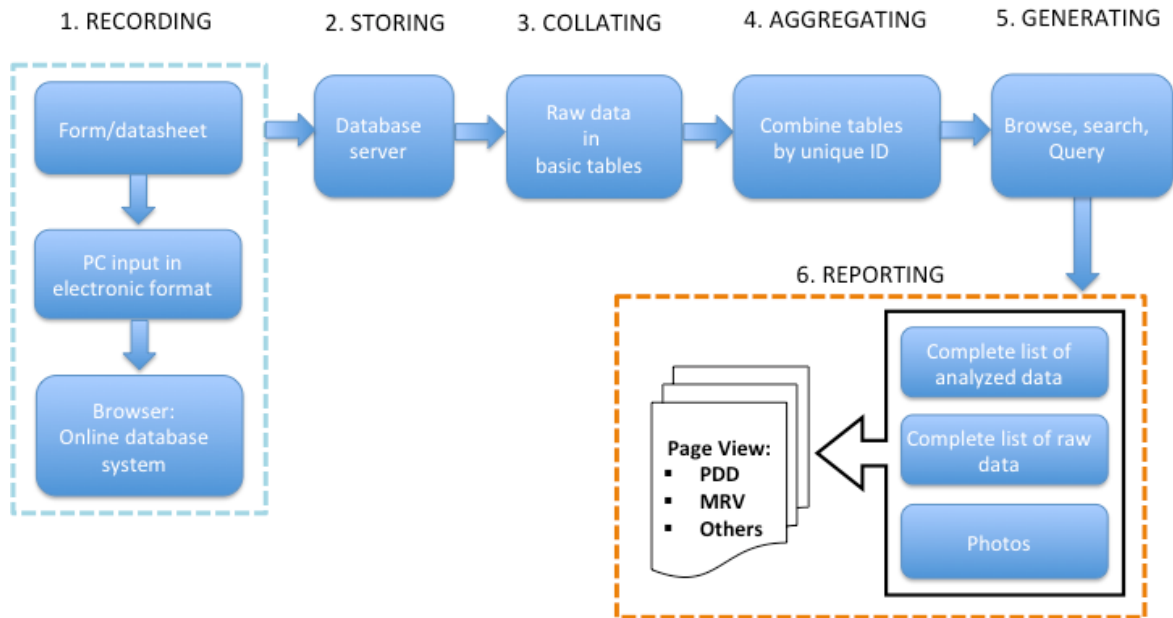 1. RECORDING
2. STORING
3. COLLATING
4. AGGREGATING
5. GENERATING
Form/datasheet
PC input in
electronic format
Browser:
Online database
system
Database
server
Raw data
in
basic tables
Combine tables
by unique ID
Browse, search,
Query
6. REPORTING
Complete list of
analyzed data
Complete list of raw
data
Photos
Page View:
▪ PDD
▪ MRV
▪ Others